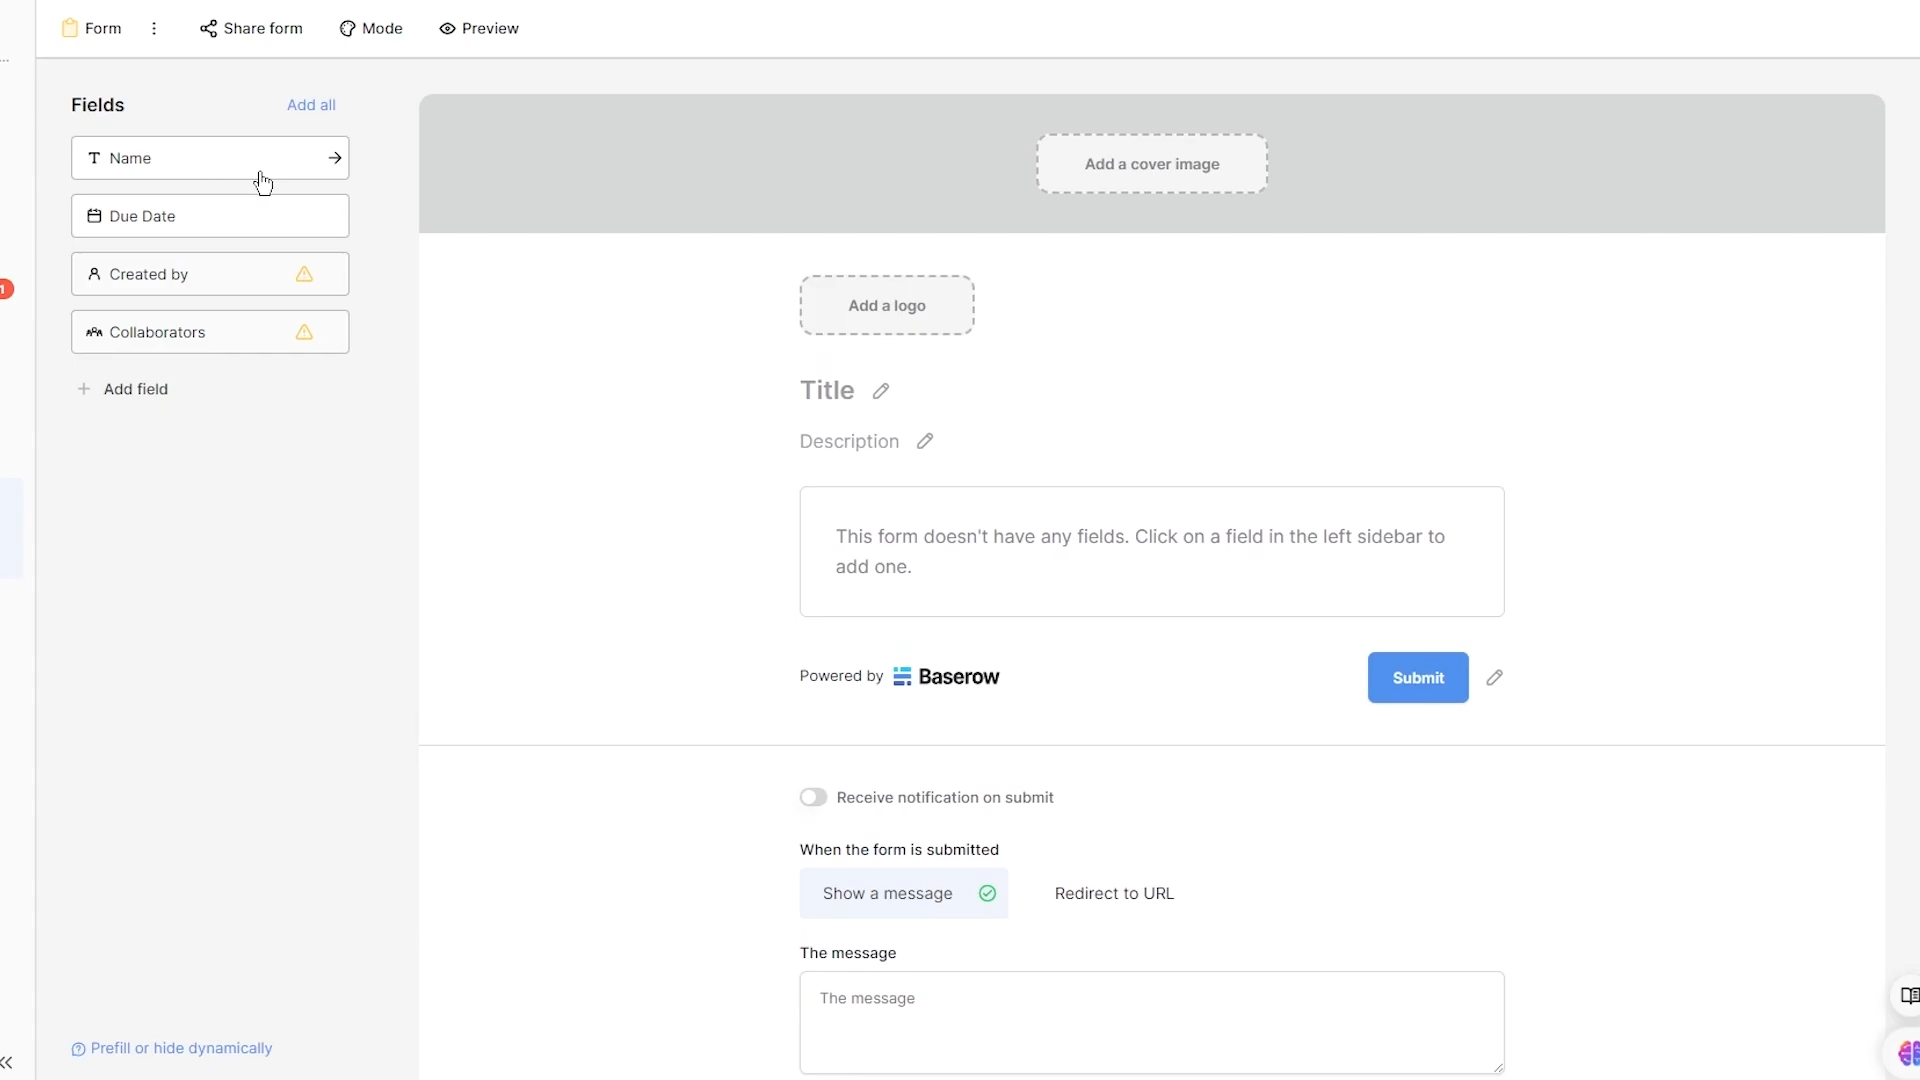 Form
Share form
Mode
Preview
...
Fields
Add all
Name
Due Date
Created by
Collaborators
Add field
1
Add a cover image
Add a logo
Title
Description
This form doesn't have any fields. Click on a field in the left sidebar to
add one.
Powered by Baserow
Submit
Receive notification on submit
When the form is submitted
Show a message
Redirect to URL
The message
The message
Prefill or hide dynamically